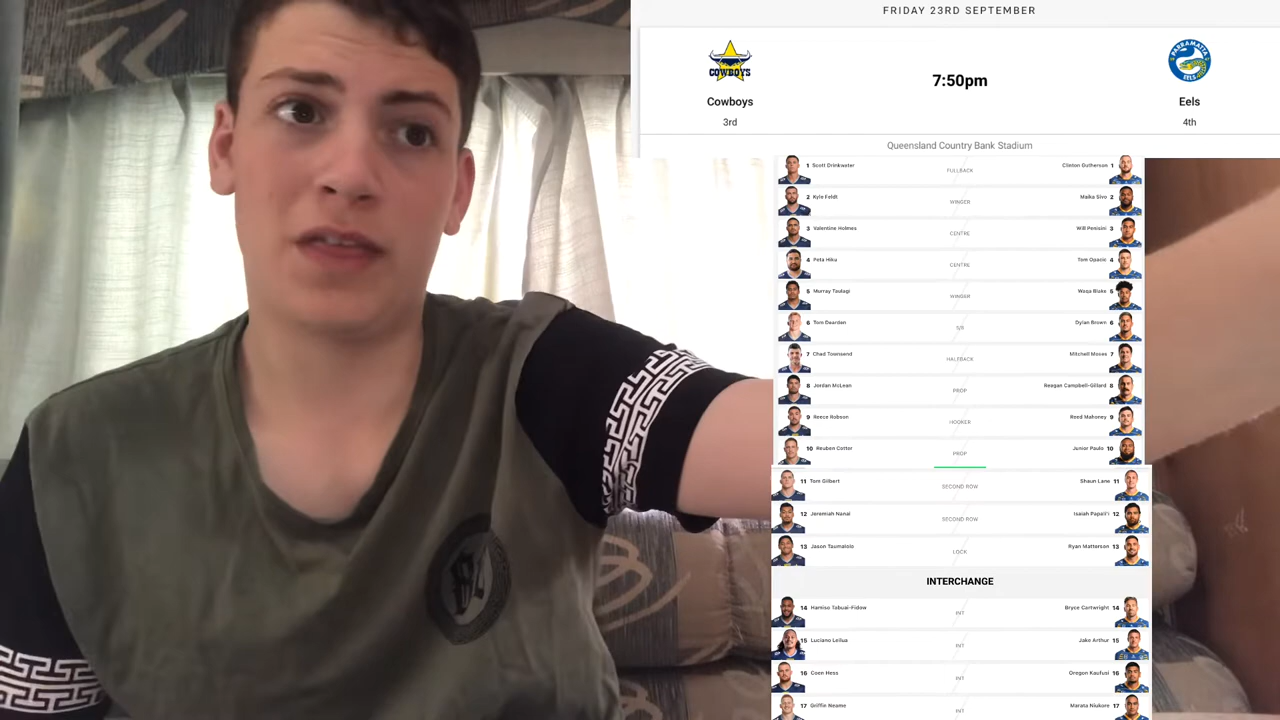 FRIDAY 23RD SEPTEMBER
COWBOYS
PARRAMATTA
EELS
7:50pm
Cowboys
Eels
3rd
4th
Queensland Country Bank Stadium
1 Scott Drinkwater FULLBACK Clinton Gutherson 1
2 Kyle Feldt WINGER Maika Sivo 2
3 Valentine Holmes CENTRE Will Penisini 3
4 Peta Hiku CENTRE Tom Opacic 4
5 Murray Taulagi WINGER Waqa Blake 5
6 Tom Dearden 5/8 Dylan Brown 6
7 Chad Townsend HALFBACK Mitchell Moses 7
8 Jordan McLean PROP Reagan Campbell-Gillard 8
9 Reece Robson HOOKER Reed Mahoney 9
10 Reuben Cotter PROP Junior Paulo 10
11 Tom Gilbert SECOND ROW Shaun Lane 11
12 Jeremiah Nanai SECOND ROW Isaiah Papali'i 12
13 Jason Taumalolo LOCK Ryan Matterson 13
INTERCHANGE
14 Hamiso Tabuai-Fidow INT Bryce Cartwright 14
15 Luciano Leilua INT Jake Arthur 15
16 Coen Hess INT Oregon Kaufusi 16
17 Griffin Neame INT Marata Niukore 17